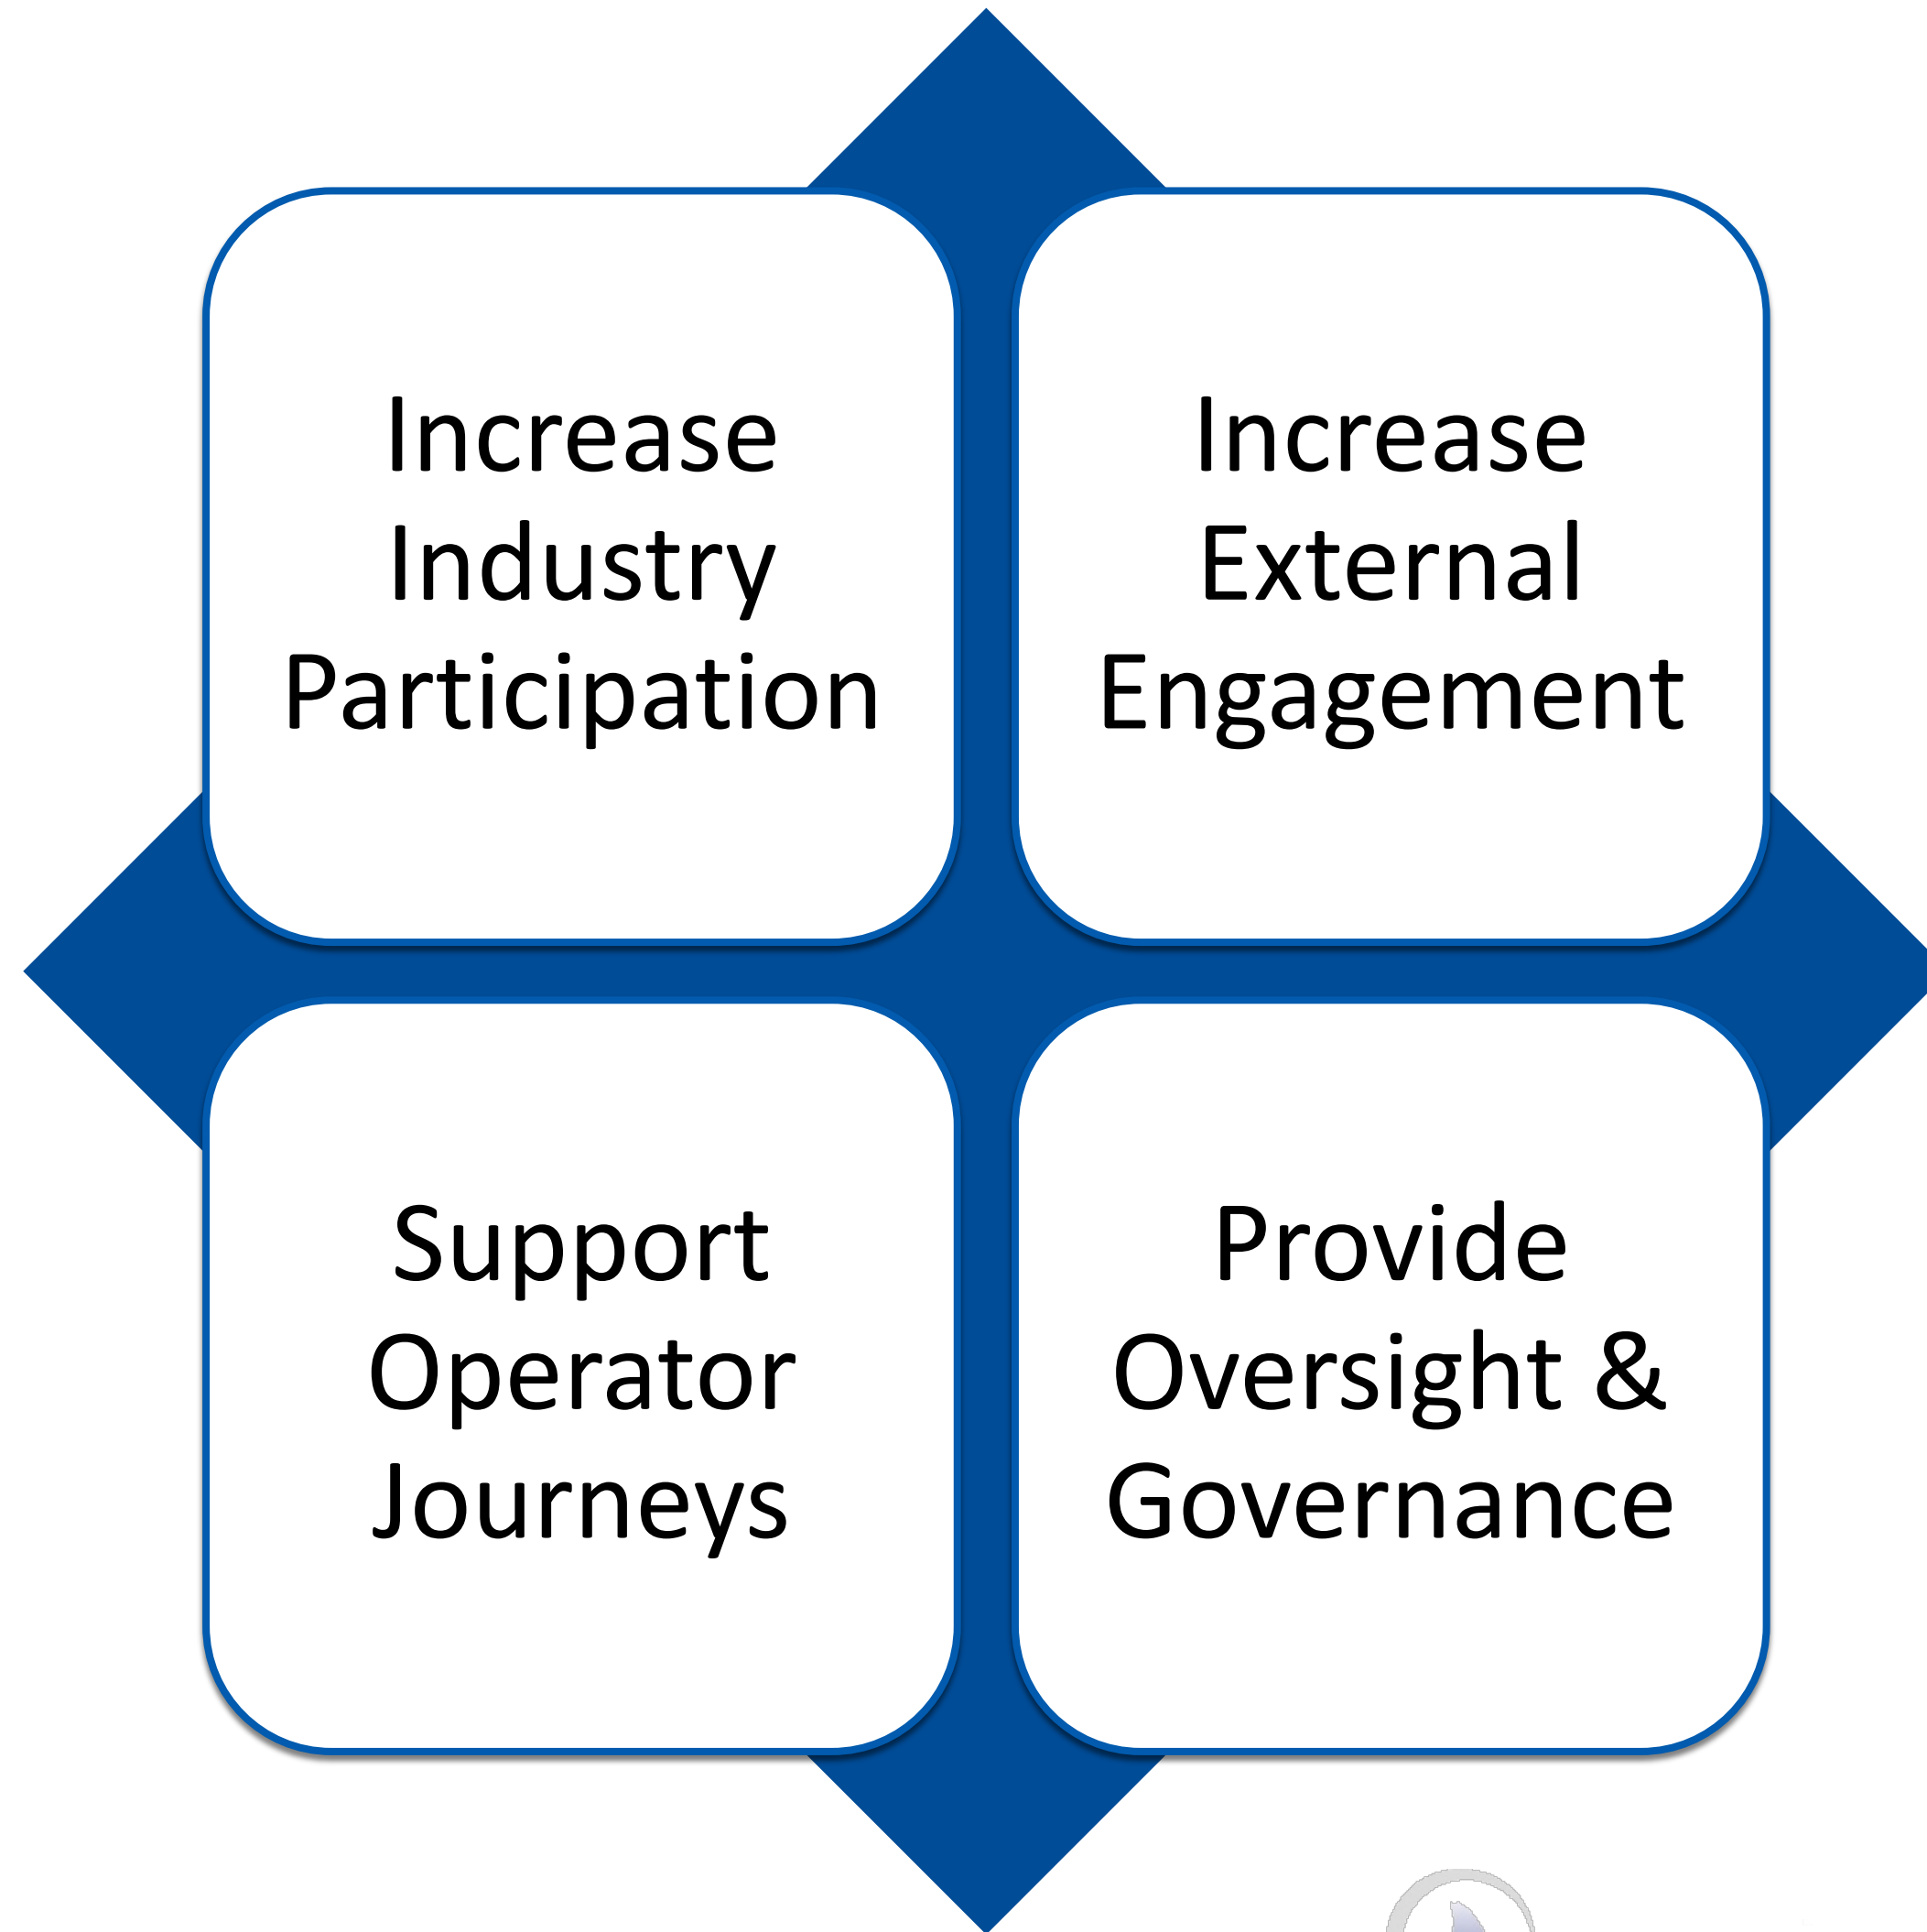 Increase
Industry
Participation
Increase
External
Engagement
Support
Operator
Journeys
Provide
Oversight &
Governance